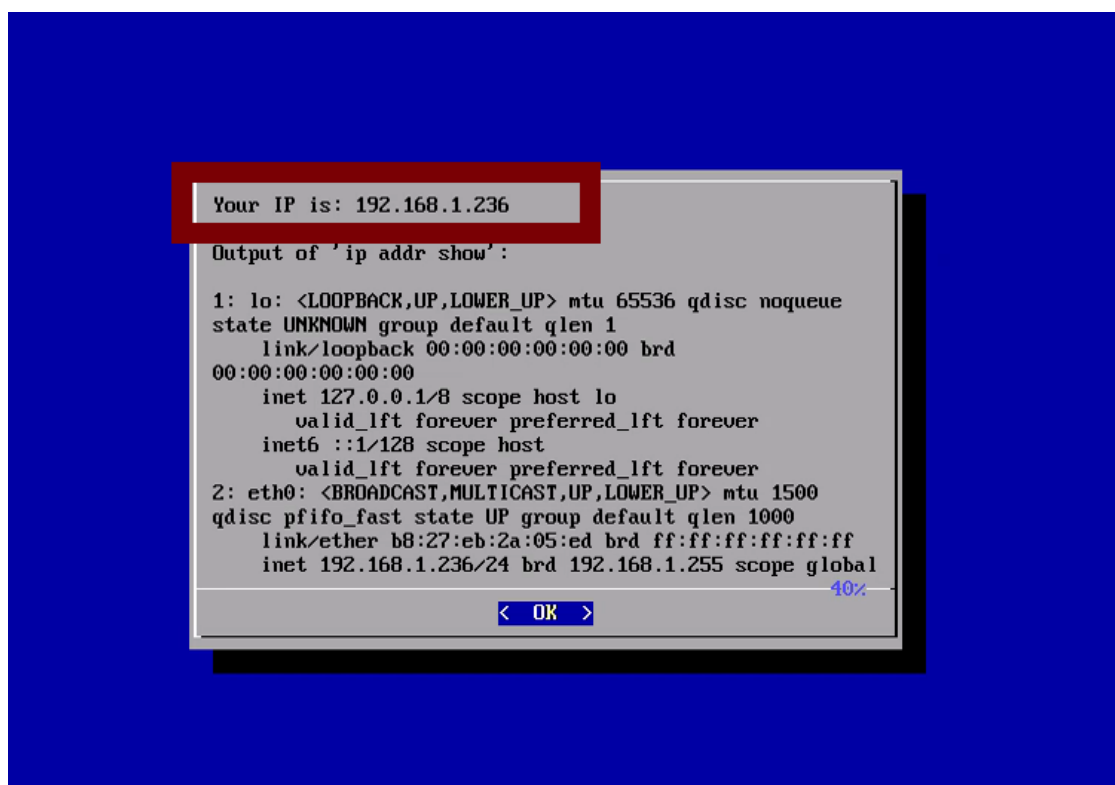 Your IP is: 192.168.1.236
Output of 'ip addr show':
1: lo: <LOOPBACK,UP,LOWER_UP> mtu 65536 qdisc noqueue
state UNKNOWN group default qlen 1
link/loopback 00:00:00:00:00:00 brd
00:00:00:00:00:00
inet 127.0.0.1/8 scope host lo
valid_lft forever preferred_lft forever
inet6 ::1/128 scope host
valid_lft forever preferred_lft forever
2: eth0: <BROADCAST,MULTICAST,UP,LOWER_UP> mtu 1500
qdisc pfifo_fast state UP group default qlen 1000
link/ether b8:27:eb:2a:05:ed brd ff:ff:ff:ff:ff:ff
inet 192.168.1.236/24 brd 192.168.1.255 scope global
40%
< OK >